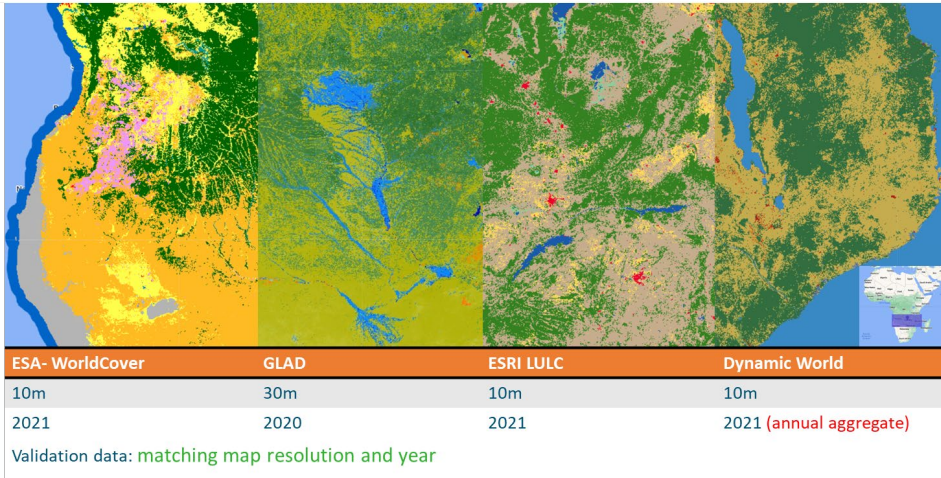 ESA- WorldCover GLAD ESRI LULC Dynamic World
10m 30m 10m 10m
2021 2020 2021 2021 (annual aggregate)
Validation data: matching map resolution and year